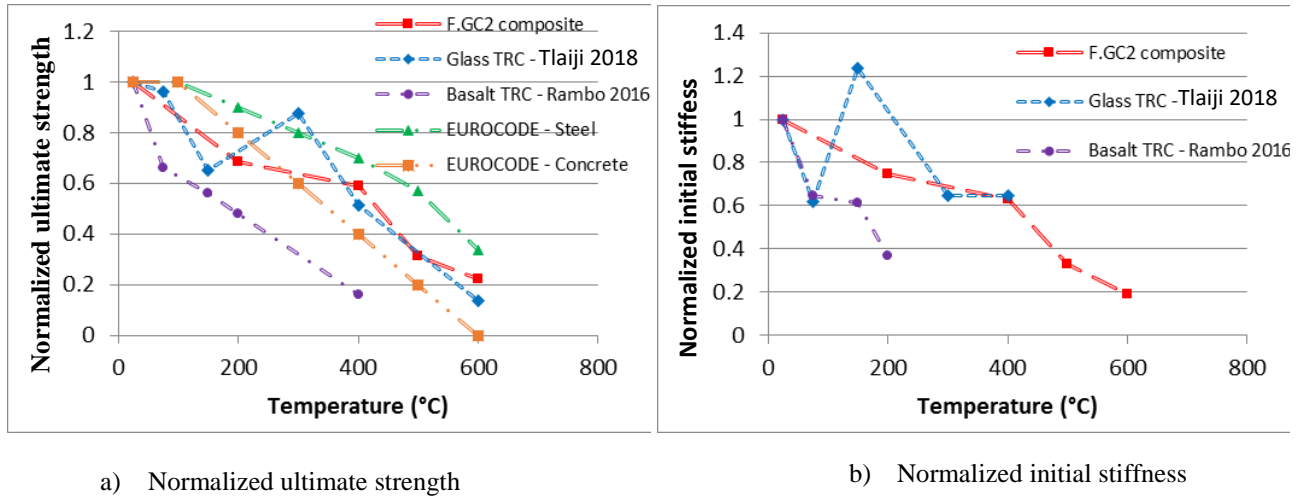 Normalized ultimate strength
1.2
1
0.8
0.6
0.4
0.2
0
0
200
400
600
800
Temperature (°C)
F.GC2 composite
Glass TRC - Tlaiji 2018
Basalt TRC - Rambo 2016
EUROCODE - Steel
EUROCODE - Concrete
Normalized initial stiffess
1.4
1.2
1
0.8
0.6
0.4
0.2
0
0
200
400
600
800
Temperature (°C)
F.GC2 composite
Glass TRC - Tlaiji 2018
Basalt TRC - Rambo 2016
a) Normalized ultimate strength
b) Normalized initial stiffness